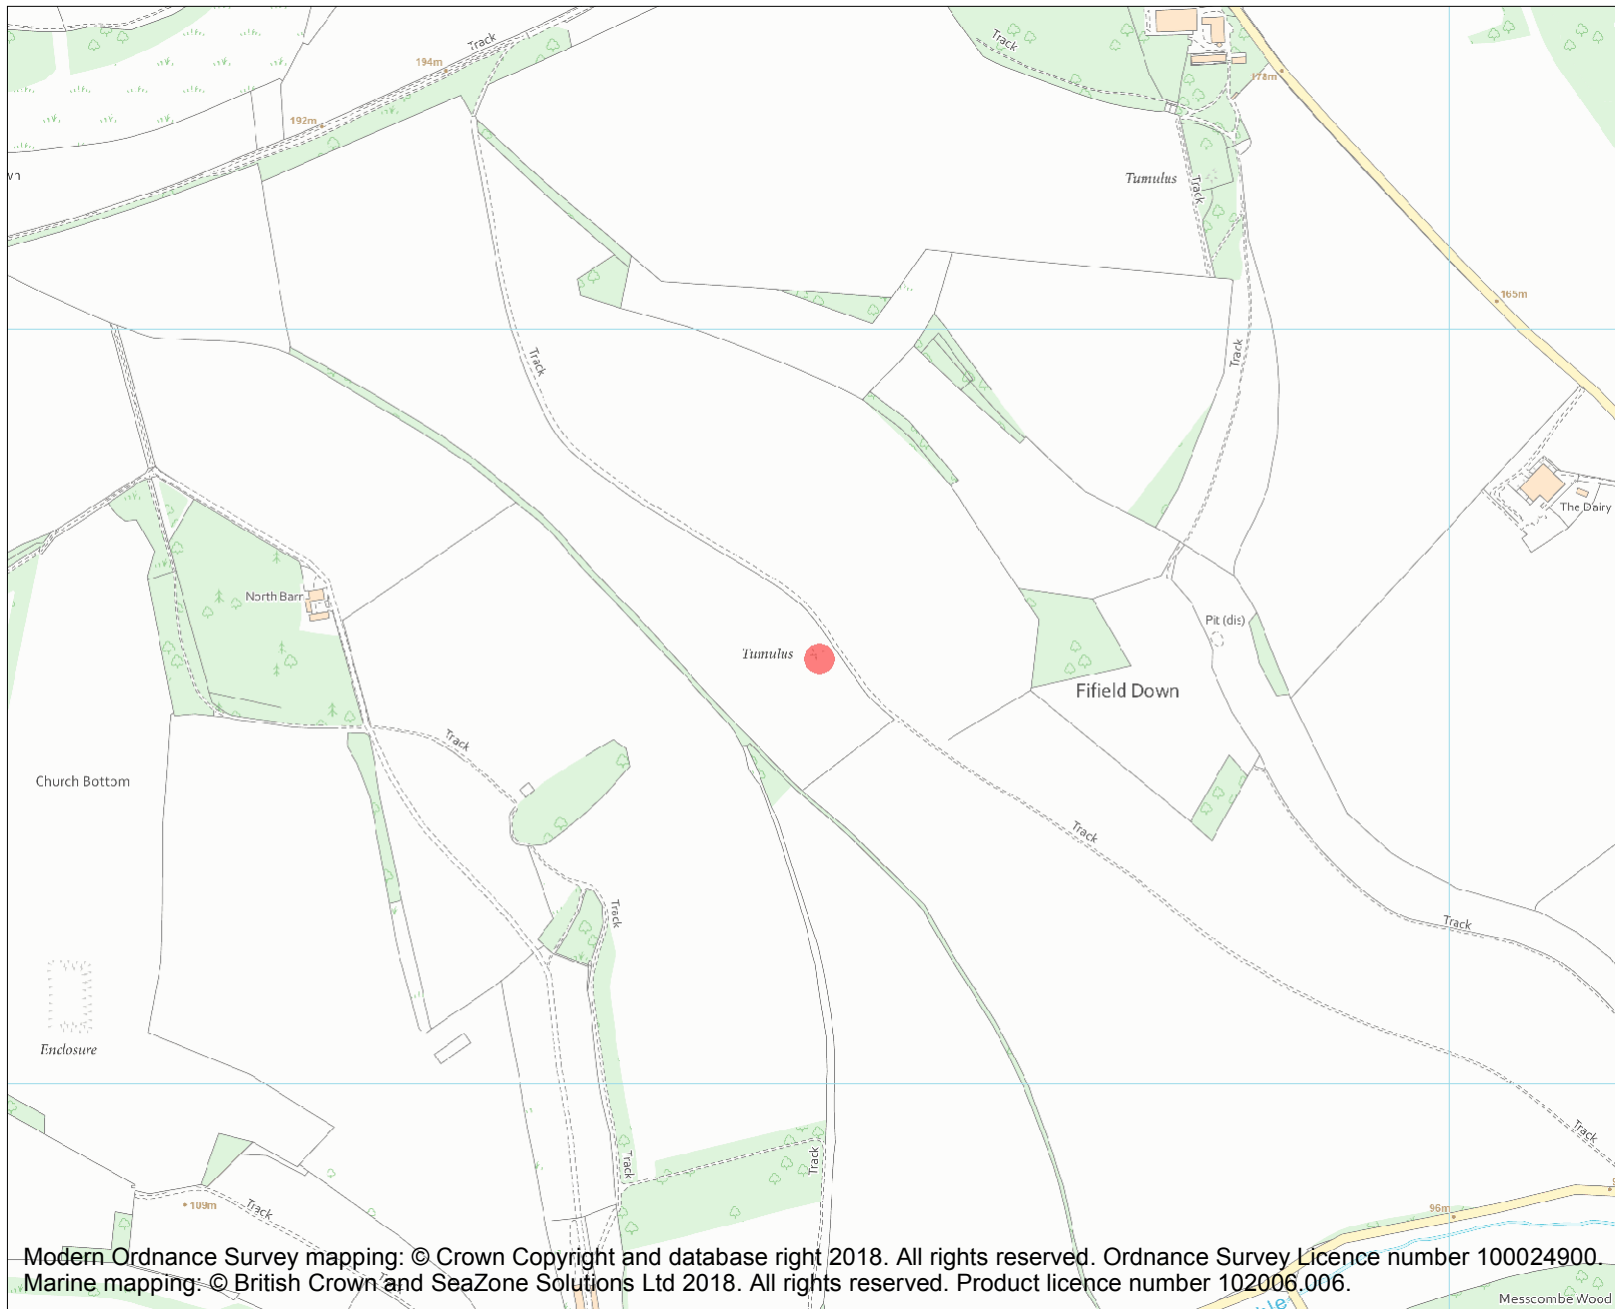 Track
194m
Track
178m
192m
Tumulus
Track
165m
Track
Track
The Dairy
North Barn
Pit (dis)
Tumulus
Fifield Down
Track
Church Bottom
Track
Track
Track
Enclosure
Track
Track
Track
109m
Track
96m
Modern Ordnance Survey mapping: © Crown Copyright and database right 2018. All rights reserved. Ordnance Survey Licence number 100024900.
Marine mapping: © British Crown and SeaZone Solutions Ltd 2018. All rights reserved. Product licence number 102006.006.
Messcombe Wood